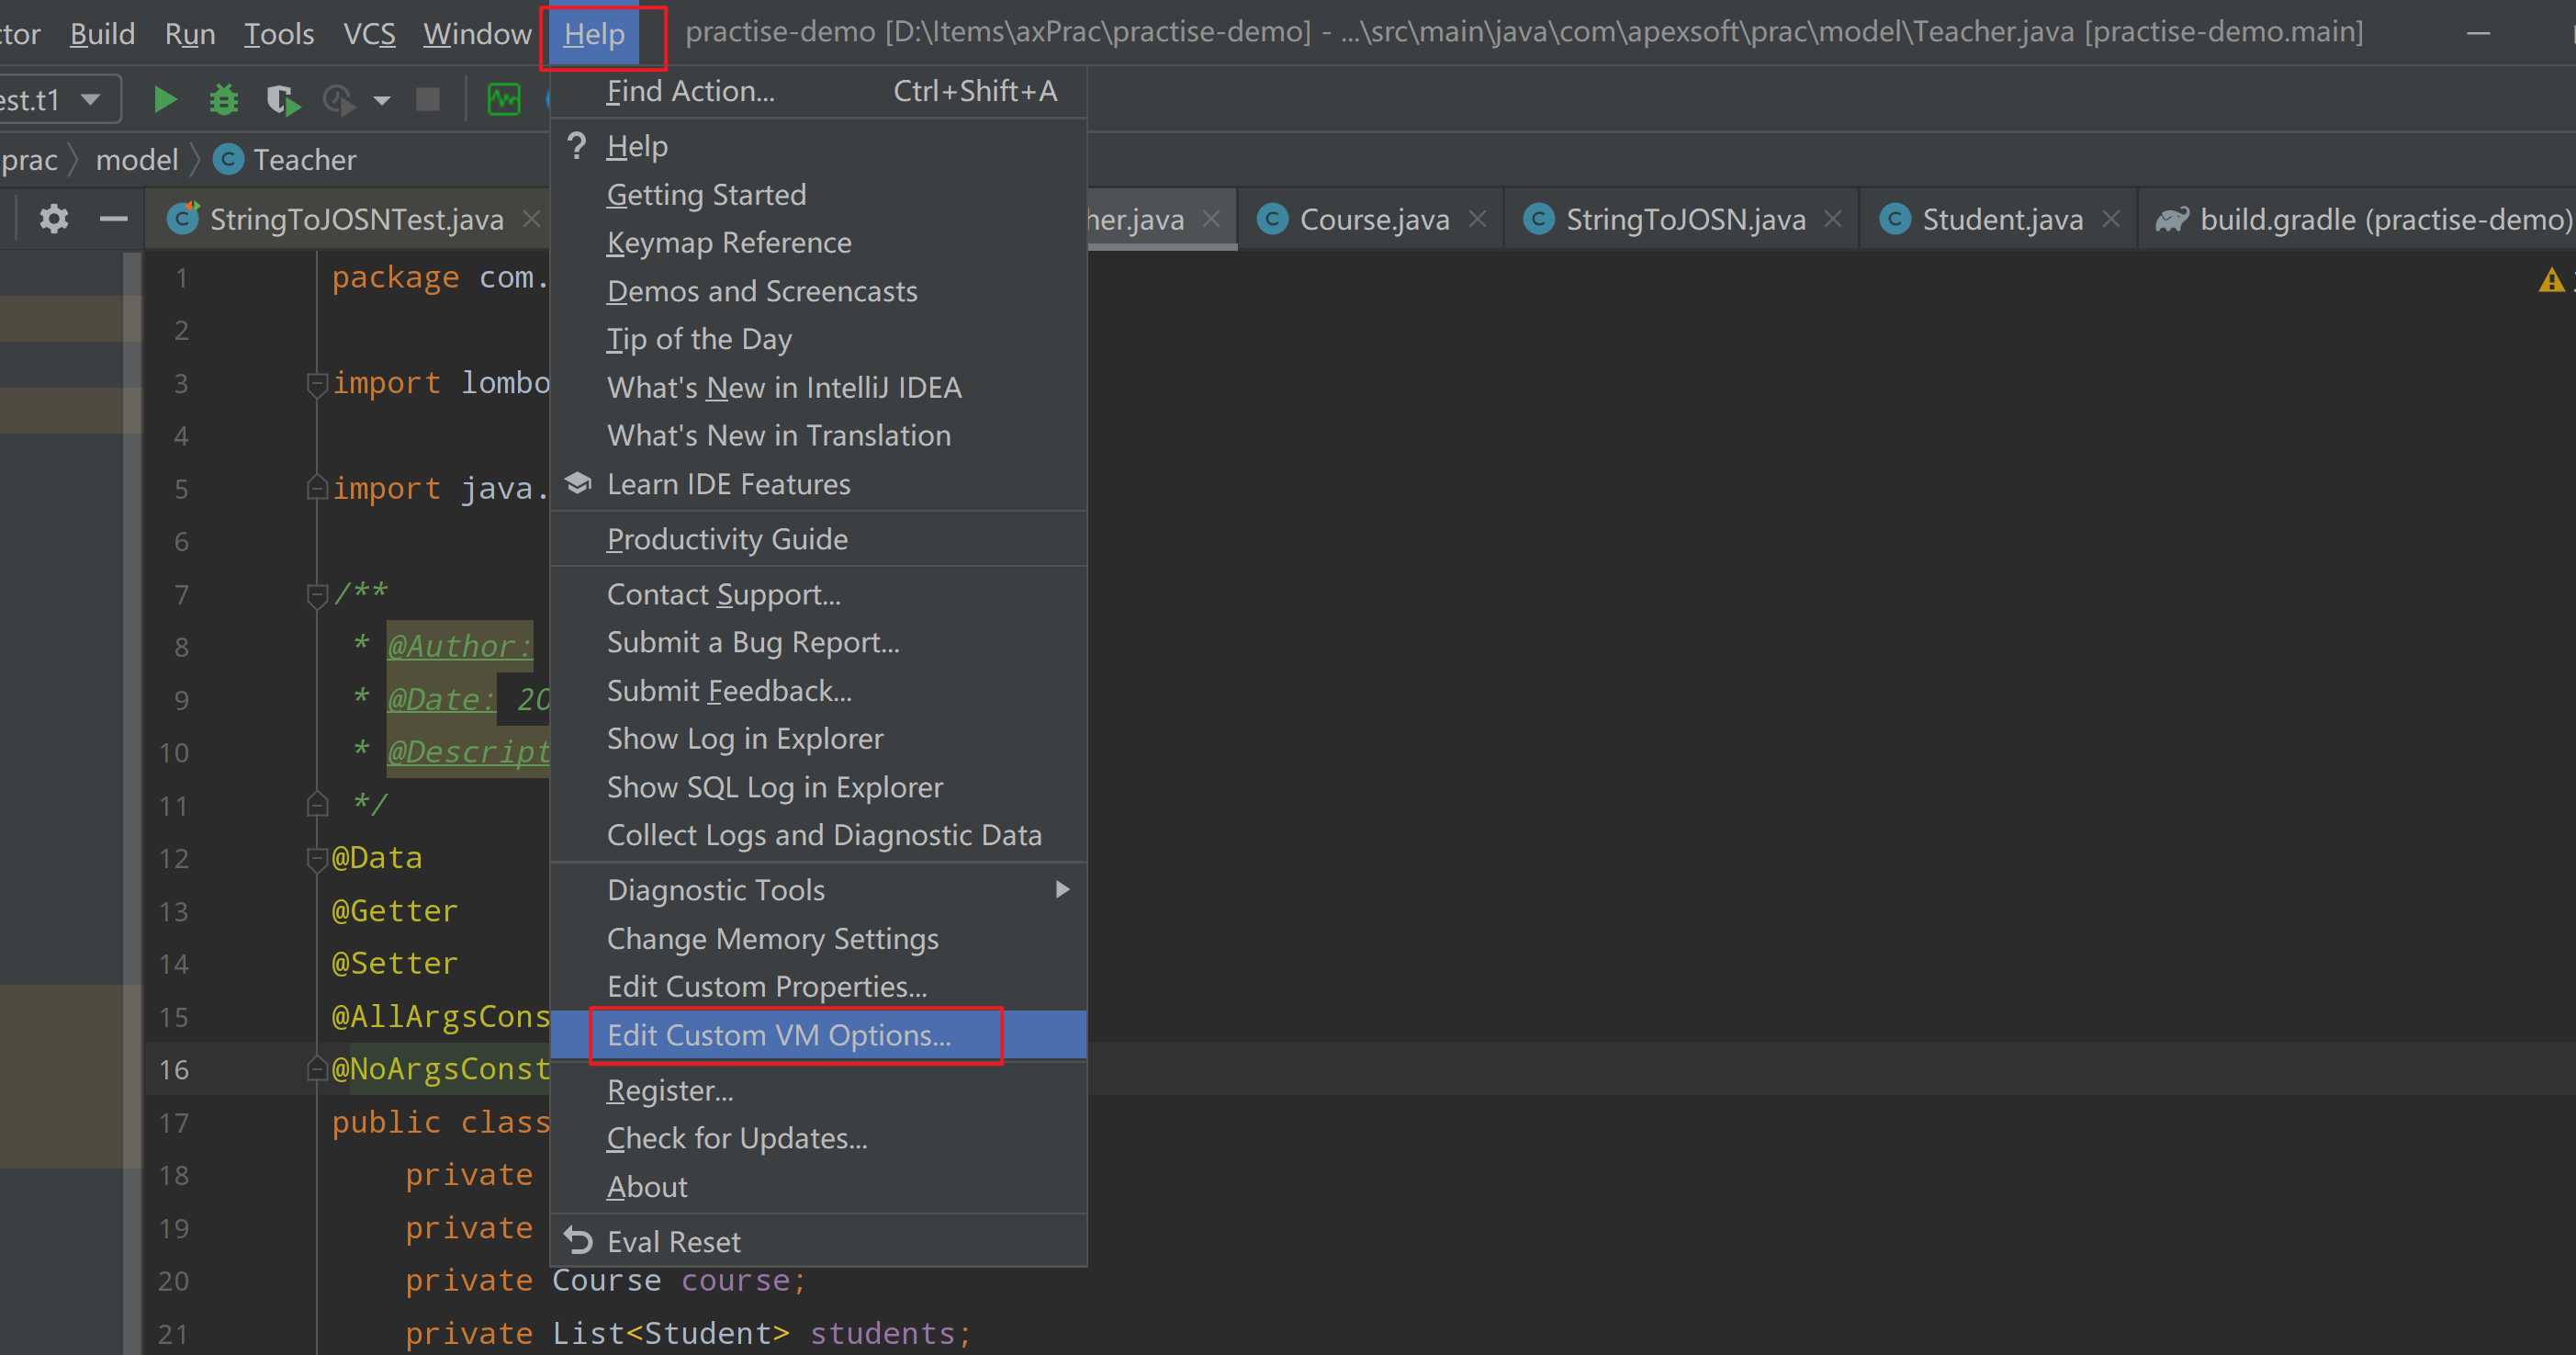 ctor Build Run Tools VCS Window Help practise-demo [D:\Items\axPrac\practise-demo] - ...\src\main\java\com\apexsoft\prac\model\Teacher.java [practise-demo.main]
est.t1
prac model Teacher
StringToJOSNTest.java her.java Course.java StringToJOSN.java Student.java build.gradle (practise-demo)
Find Action... Ctrl+Shift+A
Help
Getting Started
Keymap Reference
Demos and Screencasts
Tip of the Day
What's New in IntelliJ IDEA
What's New in Translation
Learn IDE Features
Productivity Guide
Contact Support...
Submit a Bug Report...
Submit Feedback...
Show Log in Explorer
Show SQL Log in Explorer
Collect Logs and Diagnostic Data
Diagnostic Tools
Change Memory Settings
Edit Custom Properties...
Edit Custom VM Options...
Register...
Check for Updates...
About
Eval Reset
1 package com.
2
3 import lombo
4
5 import java.
6
7 /**
8 * @Author:
9 * @Date: 20
10 * @Descript
11 */
12 @Data
13 @Getter
14 @Setter
15 @AllArgsCons
16 @NoArgsConst
17 public class
18 private
19 private
20 private Course course;
21 private List<Student> students;